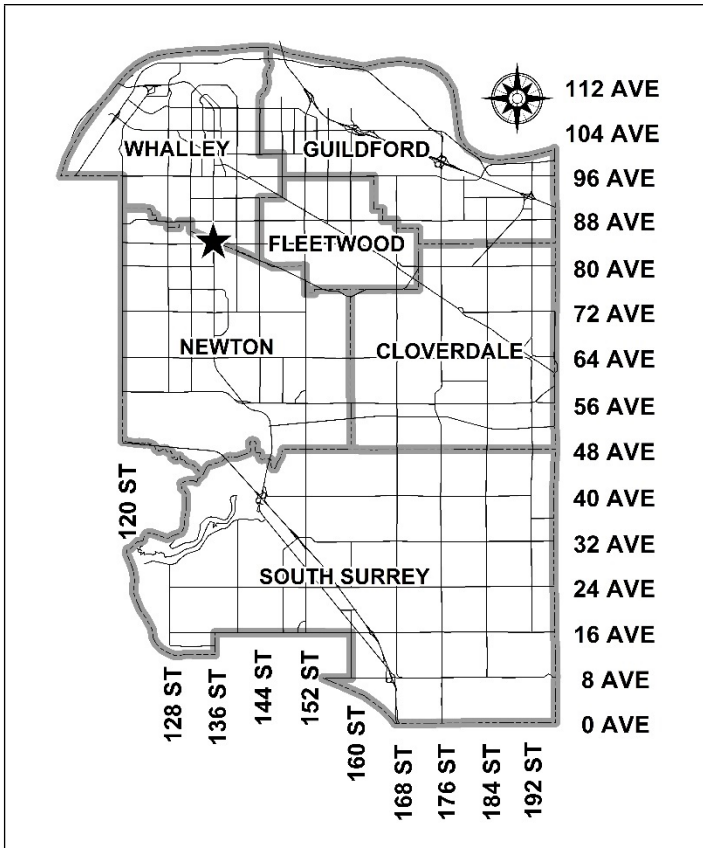 112 AVE
104 AVE
WHALLEY
GUILDFORD
96 AVE
88 AVE
FLEETWOOD
80 AVE
72 AVE
NEWTON
CLOVERDALE
64 AVE
56 AVE
48 AVE
120 ST
40 AVE
32 AVE
SOUTH SURREY
24 AVE
16 AVE
8 AVE
0 AVE
128 ST
136 ST
144 ST
152 ST
160 ST
168 ST
176 ST
184 ST
192 ST